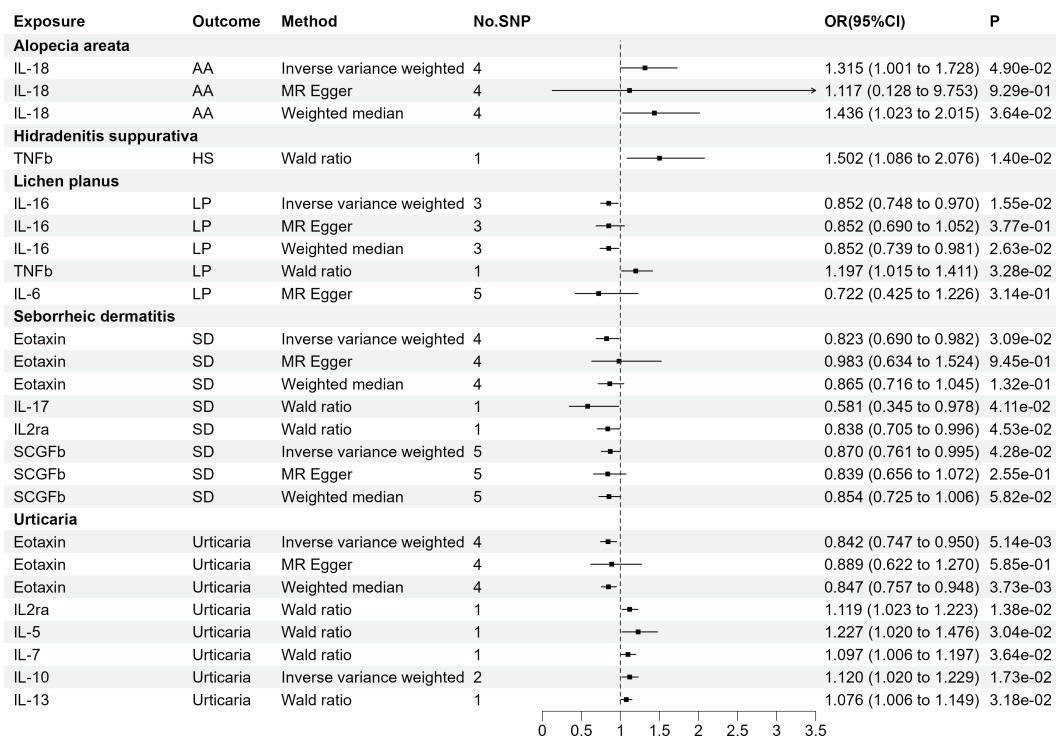 Exposure Outcome Method No.SNP OR(95%CI) P
Alopecia areata
IL-18 AA Inverse variance weighted 4 1.315 (1.001 to 1.728) 4.90e-02
IL-18 AA MR Egger 4 1.117 (0.128 to 9.753) 9.29e-01
IL-18 AA Weighted median 4 1.436 (1.023 to 2.015) 3.64e-02
Hidradenitis suppurativa
TNFb HS Wald ratio 1 1.502 (1.086 to 2.076) 1.40e-02
Lichen planus
IL-16 LP Inverse variance weighted 3 0.852 (0.748 to 0.970) 1.55e-02
IL-16 LP MR Egger 3 0.852 (0.690 to 1.052) 3.77e-01
IL-16 LP Weighted median 3 0.852 (0.739 to 0.981) 2.63e-02
TNFb LP Wald ratio 1 1.197 (1.015 to 1.411) 3.28e-02
IL-6 LP MR Egger 5 0.722 (0.425 to 1.226) 3.14e-01
Seborrheic dermatitis
Eotaxin SD Inverse variance weighted 4 0.823 (0.690 to 0.982) 3.09e-02
Eotaxin SD MR Egger 4 0.983 (0.634 to 1.524) 9.45e-01
Eotaxin SD Weighted median 4 0.865 (0.716 to 1.045) 1.32e-01
IL-17 SD Wald ratio 1 0.581 (0.345 to 0.978) 4.11e-02
IL2ra SD Wald ratio 1 0.838 (0.705 to 0.996) 4.53e-02
SCGFb SD Inverse variance weighted 5 0.870 (0.761 to 0.995) 4.28e-02
SCGFb SD MR Egger 5 0.839 (0.656 to 1.072) 2.55e-01
SCGFb SD Weighted median 5 0.854 (0.725 to 1.006) 5.82e-02
Urticaria
Eotaxin Urticaria Inverse variance weighted 4 0.842 (0.747 to 0.950) 5.14e-03
Eotaxin Urticaria MR Egger 4 0.889 (0.622 to 1.270) 5.85e-01
Eotaxin Urticaria Weighted median 4 0.847 (0.757 to 0.948) 3.73e-03
IL2ra Urticaria Wald ratio 1 1.119 (1.023 to 1.223) 1.38e-02
IL-5 Urticaria Wald ratio 1 1.227 (1.020 to 1.476) 3.04e-02
IL-7 Urticaria Wald ratio 1 1.097 (1.006 to 1.197) 3.64e-02
IL-10 Urticaria Inverse variance weighted 2 1.120 (1.020 to 1.229) 1.73e-02
IL-13 Urticaria Wald ratio 1 1.076 (1.006 to 1.149) 3.18e-02
0 0.5 1 1.5 2 2.5 3 3.5